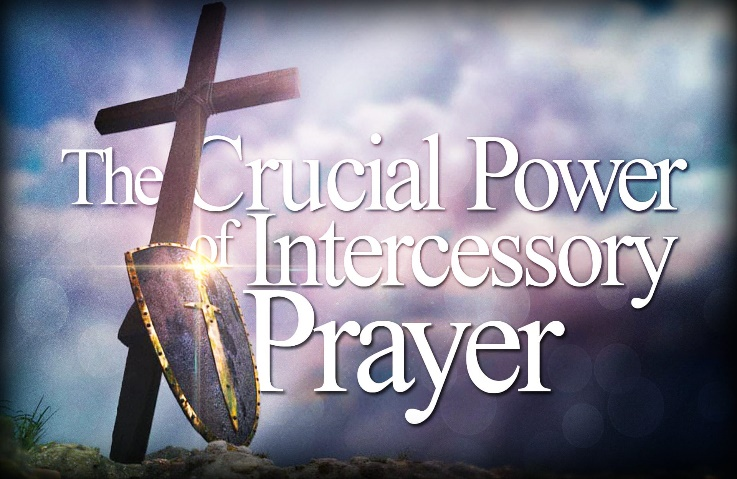 The Crucial Power
of Intercessory
Prayer